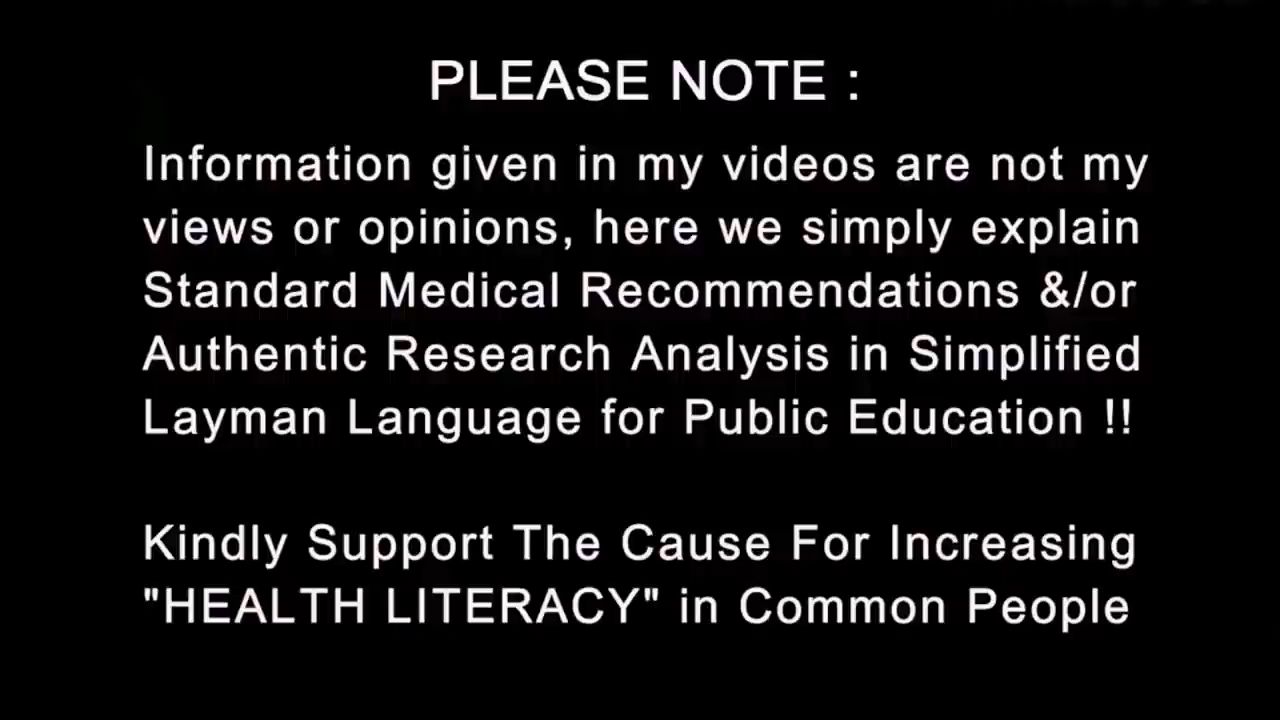 PLEASE NOTE :
Information given in my videos are not my
views or opinions, here we simply explain
Standard Medical Recommendations &/or
Authentic Research Analysis in Simplified
Layman Language for Public Education !!
Kindly Support The Cause For Increasing
"HEALTH LITERACY" in Common People